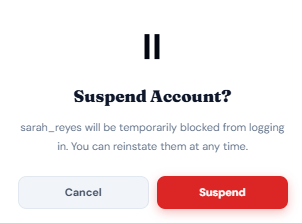 Suspend Account?
sarah_reyes will be temporarily blocked from logging
in. You can reinstate them at any time.
Cancel
Suspend